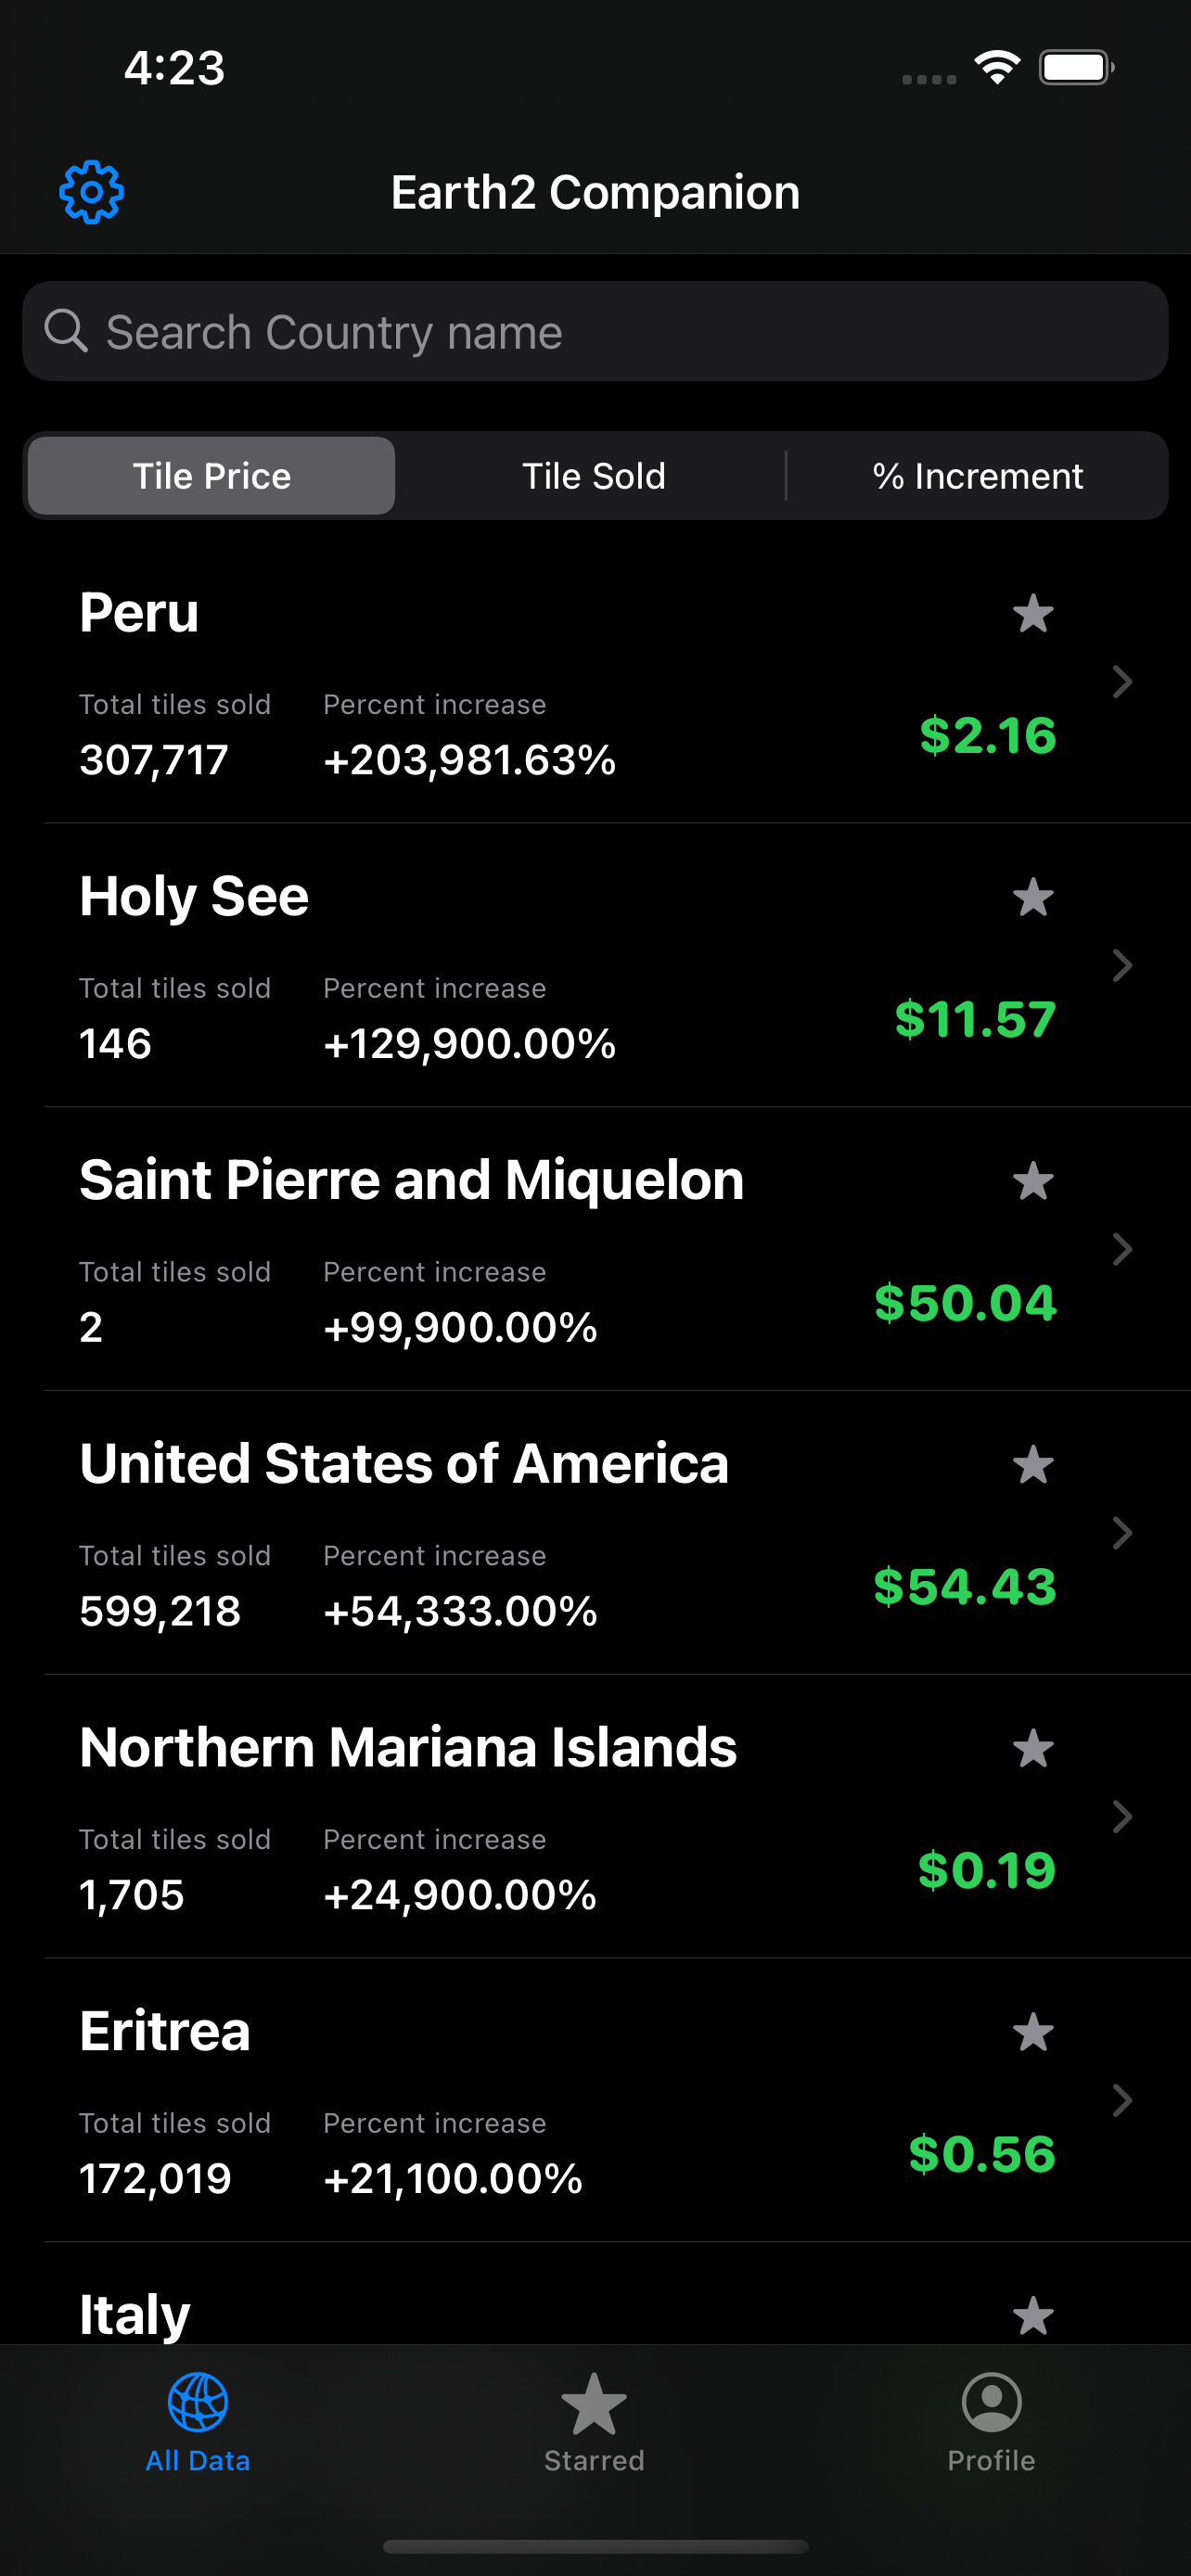 4:23
Earth2 Companion
Search Country name
Tile Price Tile Sold % Increment
Peru
Total tiles sold Percent increase
307,717 +203,981.63% $2.16
Holy See
Total tiles sold Percent increase
146 +129,900.00% $11.57
Saint Pierre and Miquelon
Total tiles sold Percent increase
2 +99,900.00% $50.04
United States of America
Total tiles sold Percent increase
599,218 +54,333.00% $54.43
Northern Mariana Islands
Total tiles sold Percent increase
1,705 +24,900.00% $0.19
Eritrea
Total tiles sold Percent increase
172,019 +21,100.00% $0.56
Italy
All Data Starred Profile